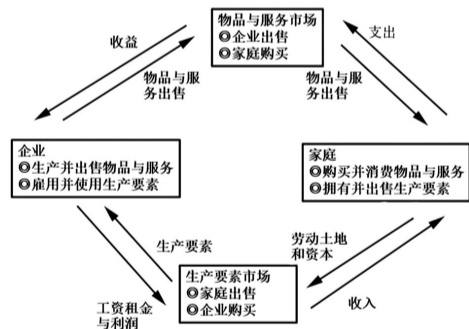 物品与服务市场
◎企业出售
◎家庭购买
收益
支出
物品与服
务出售
物品与服
务出售
企业
◎生产并出售物品与服务
◎雇用并使用生产要素
家庭
◎购买并消费物品与服务
◎拥有并出售生产要素
生产要素
劳动土地
和资本
生产要素市场
◎家庭出售
◎企业购买
工资租金
与利润
收入